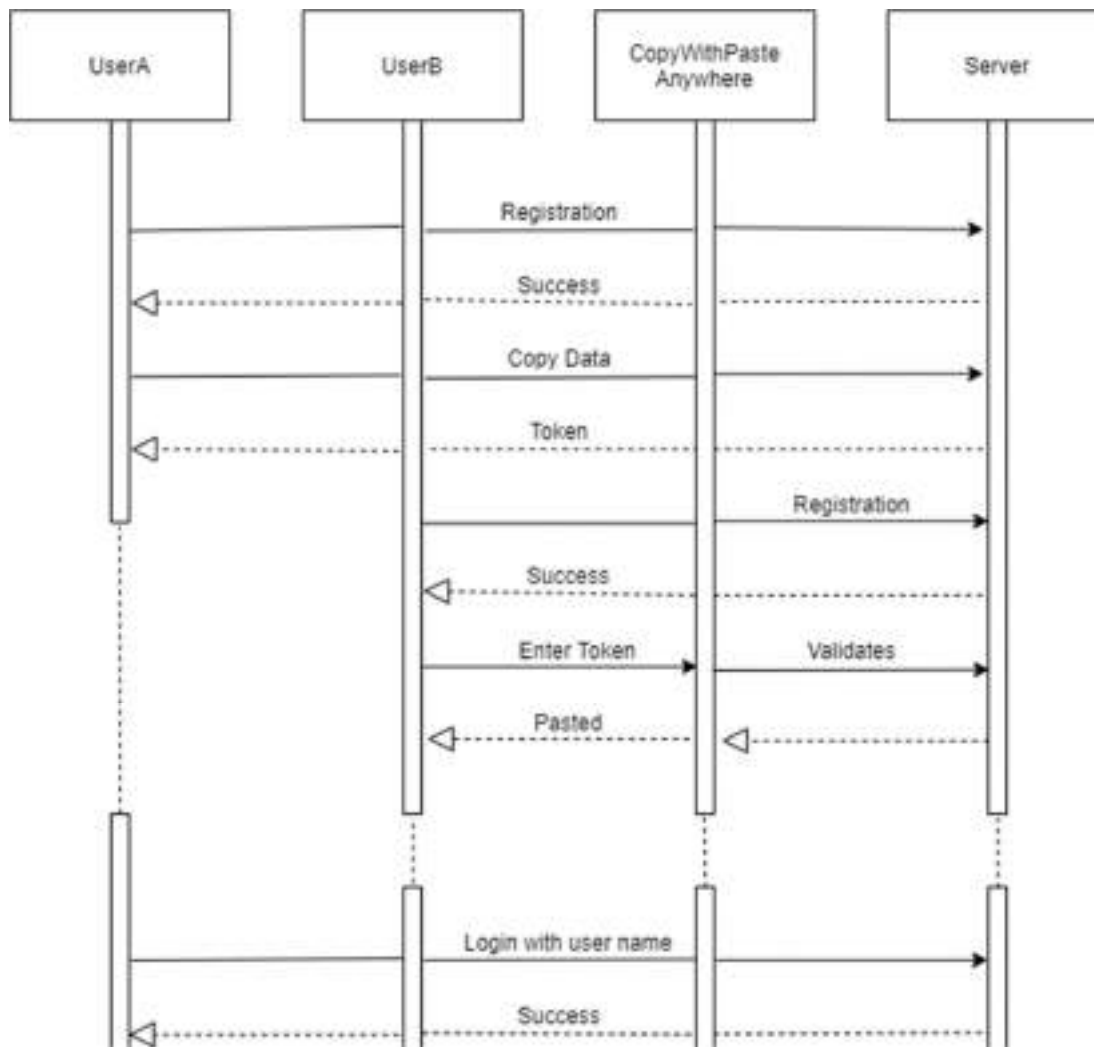 UserA
UserB
CopyWithPaste
Anywhere
Server
Registration
Success
Copy Data
Token
Registration
Success
Enter Token
Validates
Pasted
Login with user name
Success